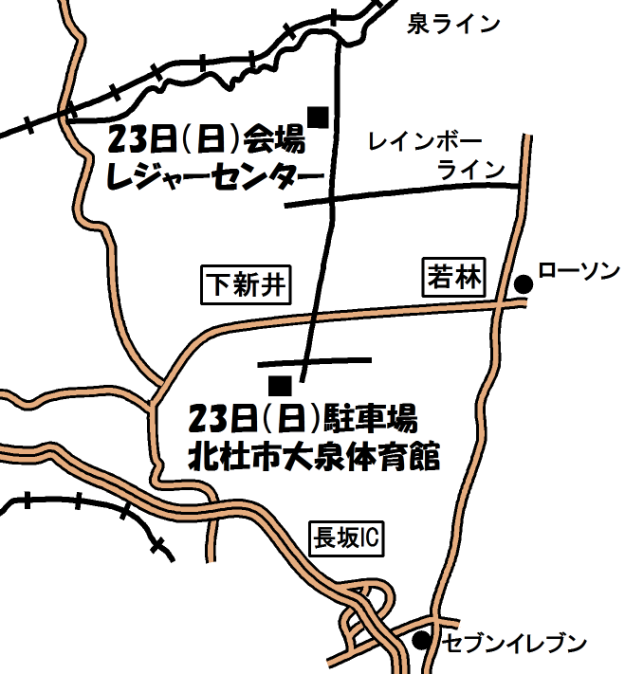 泉ライン
23日(日)会場
レジャーセンター
レインボー
ライン
下新井
若林
ローソン
23日(日)駐車場
北杜市大泉体育館
長坂IC
セブンイレブン